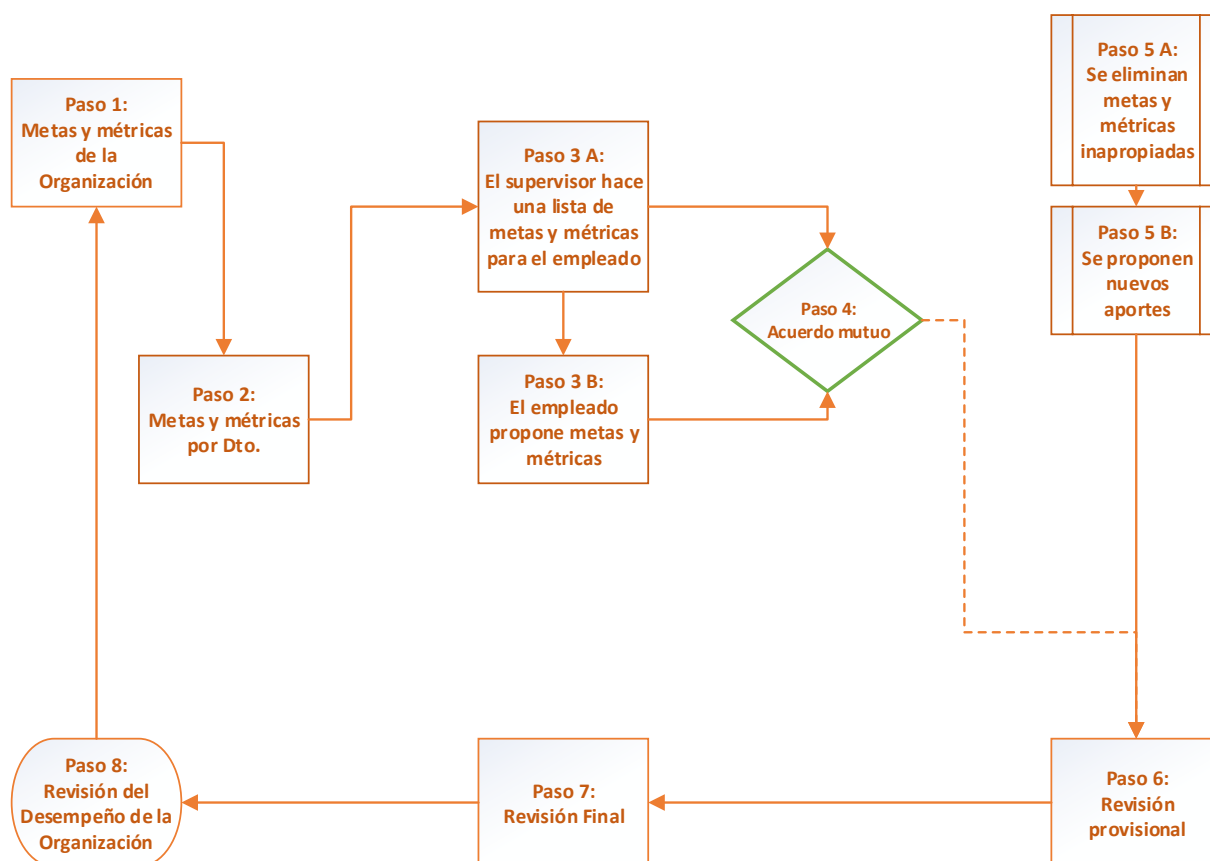 Paso 1:
Metas y métricas
de la
Organización
Paso 2:
Metas y métricas
por Dto.
Paso 3 A:
El supervisor hace
una lista de
metas y métricas
para el empleado
Paso 3 B:
El empleado
propone metas y
métricas
Paso 4:
Acuerdo mutuo
Paso 5 A:
Se eliminan
metas y
métricas
inapropiadas
Paso 5 B:
Se proponen
nuevos
aportes
Paso 6:
Revisión
provisional
Paso 7:
Revisión Final
Paso 8:
Revisión del
Desempeño de la
Organización